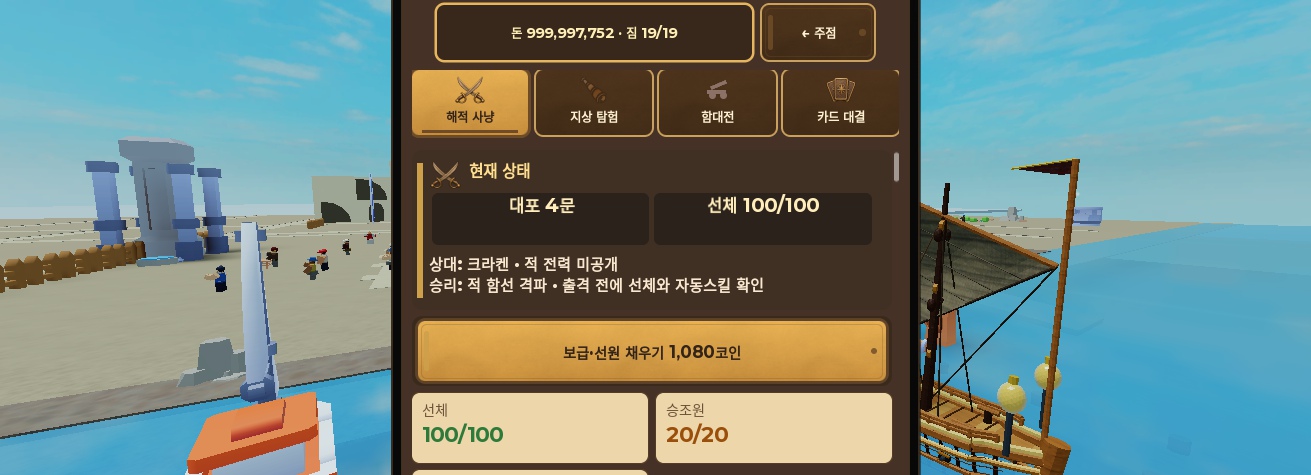 돈 999,997,752 · 짐 19/19
← 주점
해적 사냥
지상 탐험
함대전
카드 대결
현재 상태
대포 4문
선체 100/100
상대: 크라켄 • 적 전력 미공개
승리: 적 함선 격파 • 출격 전에 선체와 자동스킬 확인
보급·선원 채우기 1,080코인
선체
100/100
승조원
20/20